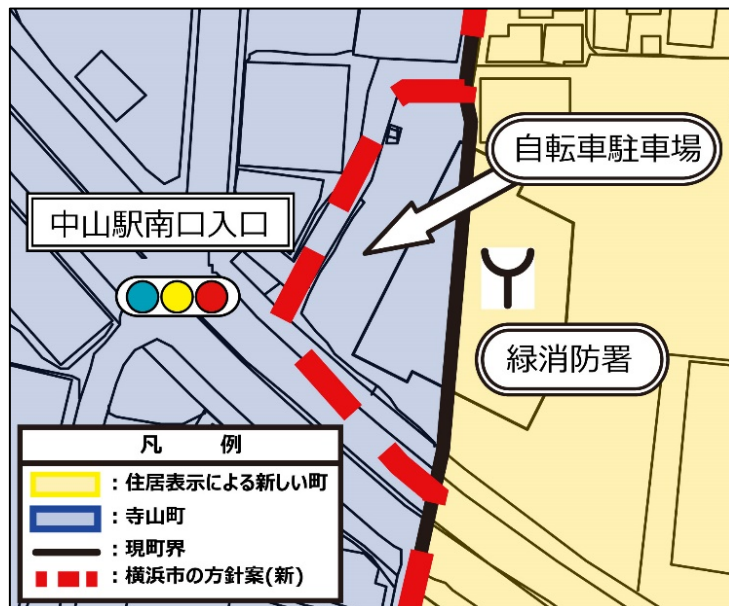 自転車駐車場
中山駅南口入口
緑消防署
凡 例
：住居表示による新しい町
：寺山町
：現町界
：横浜市の方針案(新)